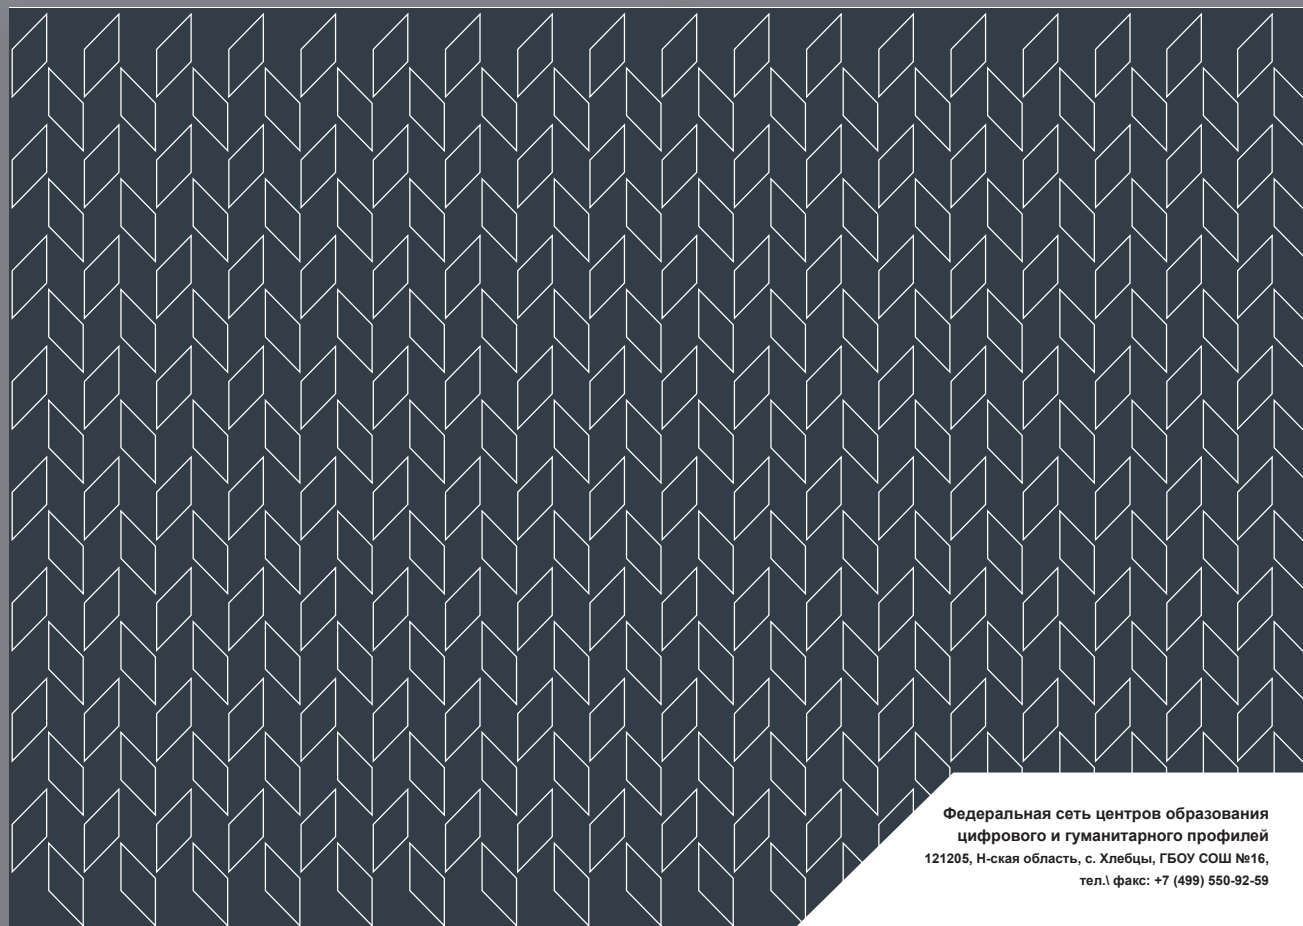 Федеральная сеть центров образования
цифрового и гуманитарного профилей
121205, Н-ская область, с. Хлебцы, ГБОУ СОШ №16,
тел.\ факс: +7 (499) 550-92-59